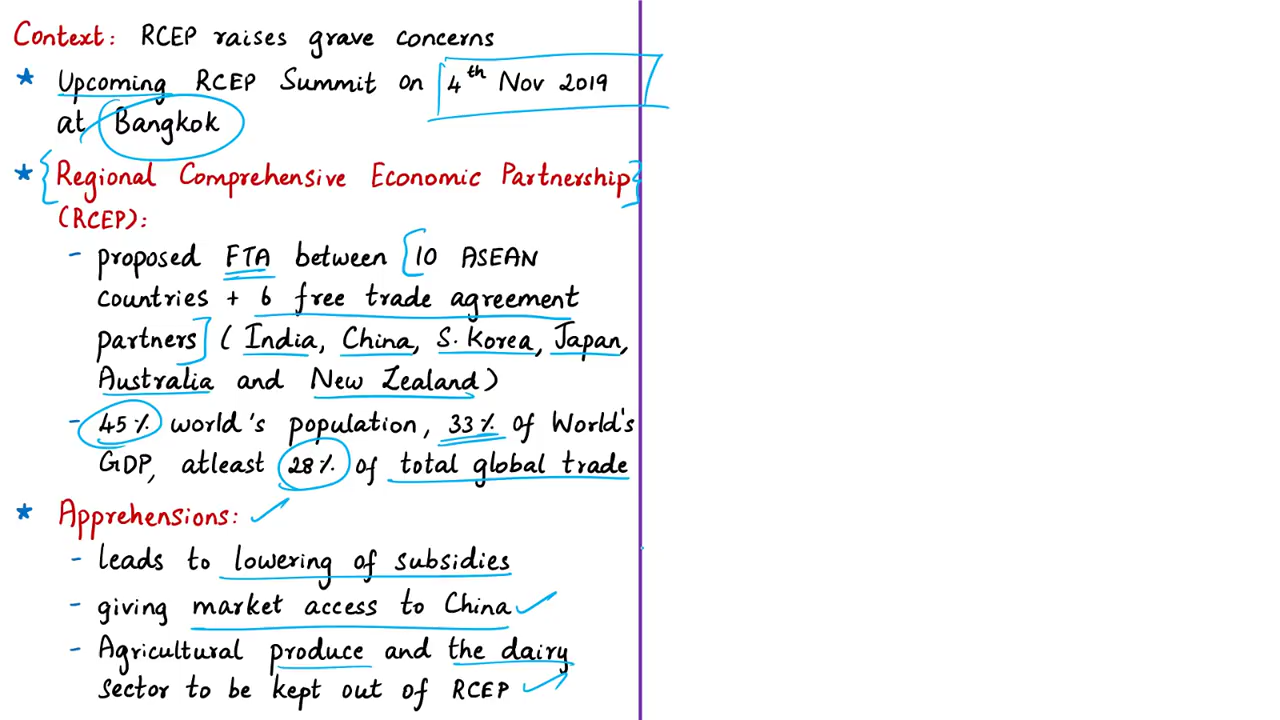 Context: RCEP raises grave concerns
* Upcoming RCEP Summit on 4th Nov 2019
at Bangkok
* {Regional Comprehensive Economic Partnership}
(RCEP):
- proposed FTA between [10 ASEAN
countries + 6 free trade agreement
partners] (India, China, S. Korea, Japan,
Australia and New Zealand)
- 45% world's population, 33% of World's
GDP, atleast 28% of total global trade
* Apprehensions:
- leads to lowering of subsidies
- giving market access to China
- Agricultural produce and the dairy
sector to be kept out of RCEP